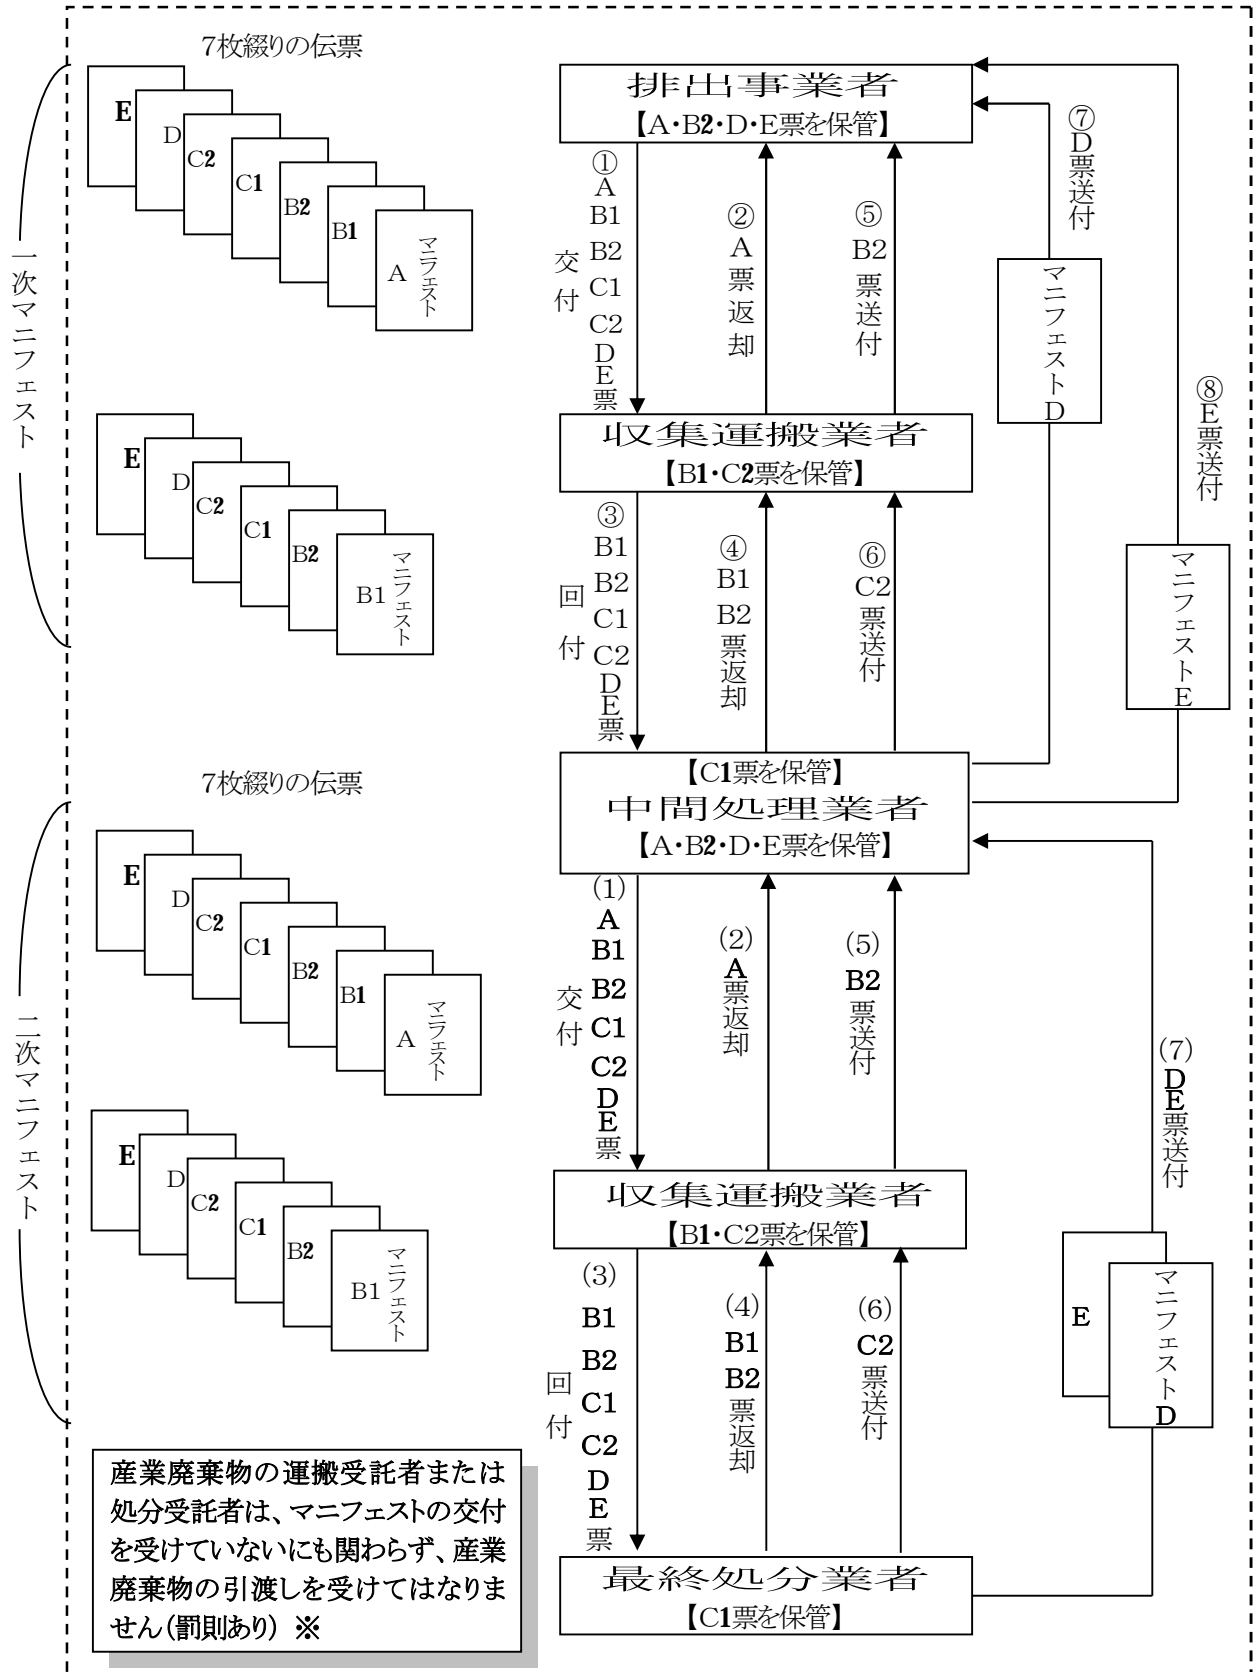 7枚綴りの伝票
E
D
C2
C1
B2
B1
A
マニフェスト
一次マニフェスト
E
D
C2
C1
B2
B1
マニフェスト
排出事業者
【A・B2・D・E票を保管】
①
A
B1
B2
C1
C2
D
E
票
交付
②
A
票返却
⑤
B2
票送付
⑦D票送付
マニフェストD
⑧E票送付
マニフェストE
収集運搬業者
【B1・C2票を保管】
③
B1
B2
C1
C2
D
E
票
回付
④
B1
B2
票返却
⑥
C2
票送付
【C1票を保管】
中間処理業者
【A・B2・D・E票を保管】
7枚綴りの伝票
E
D
C2
C1
B2
B1
A
マニフェスト
二次マニフェスト
E
D
C2
C1
B2
B1
マニフェスト
(1)
A
B1
B2
C1
C2
D
E
票
交付
(2)
A
票返却
(5)
B2
票送付
(7)
D
E
票送付
E
マニフェストD
収集運搬業者
【B1・C2票を保管】
(3)
B1
B2
C1
C2
D
E
票
回付
(4)
B1
B2
票返却
(6)
C2
票送付
最終処分業者
【C1票を保管】
産業廃棄物の運搬受託者または
処分受託者は、マニフェストの交付
を受けていないにも関わらず、産業
廃棄物の引渡しを受けてはなりま
せん(罰則あり) ※